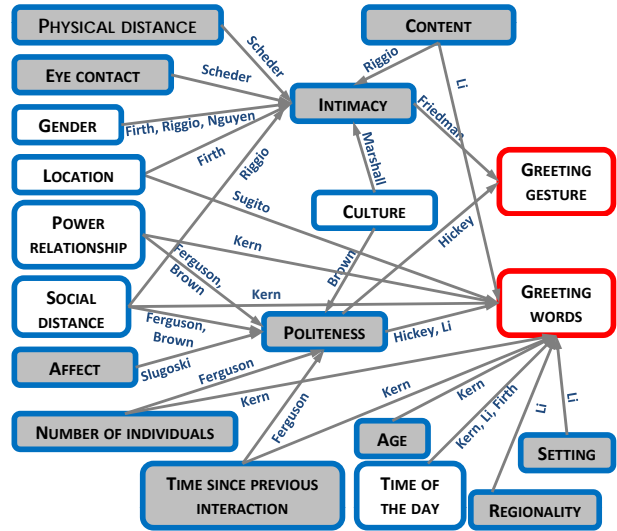 PHYSICAL DISTANCE
CONTENT
Scheder
EYE CONTACT
Scheder
Riggio
Li
INTIMACY
Friedman
GENDER
Firth, Riggio, Nguyen
Firth
Marshall
LOCATION
Riggio
GREETING
GESTURE
Sugito
CULTURE
POWER
RELATIONSHIP
Kern
Hickey
Ferguson,
Brown
Brown
SOCIAL
DISTANCE
Kern
GREETING
WORDS
Ferguson,
Brown
POLITENESS
Hickey, Li
AFFECT
Slugoski
Ferguson
Kern
Ferguson
Kern
Kern
Kern, Li, Firth
Li
Li
NUMBER OF INDIVIDUALS
AGE
SETTING
TIME SINCE PREVIOUS
INTERACTION
TIME OF
THE DAY
REGIONALITY